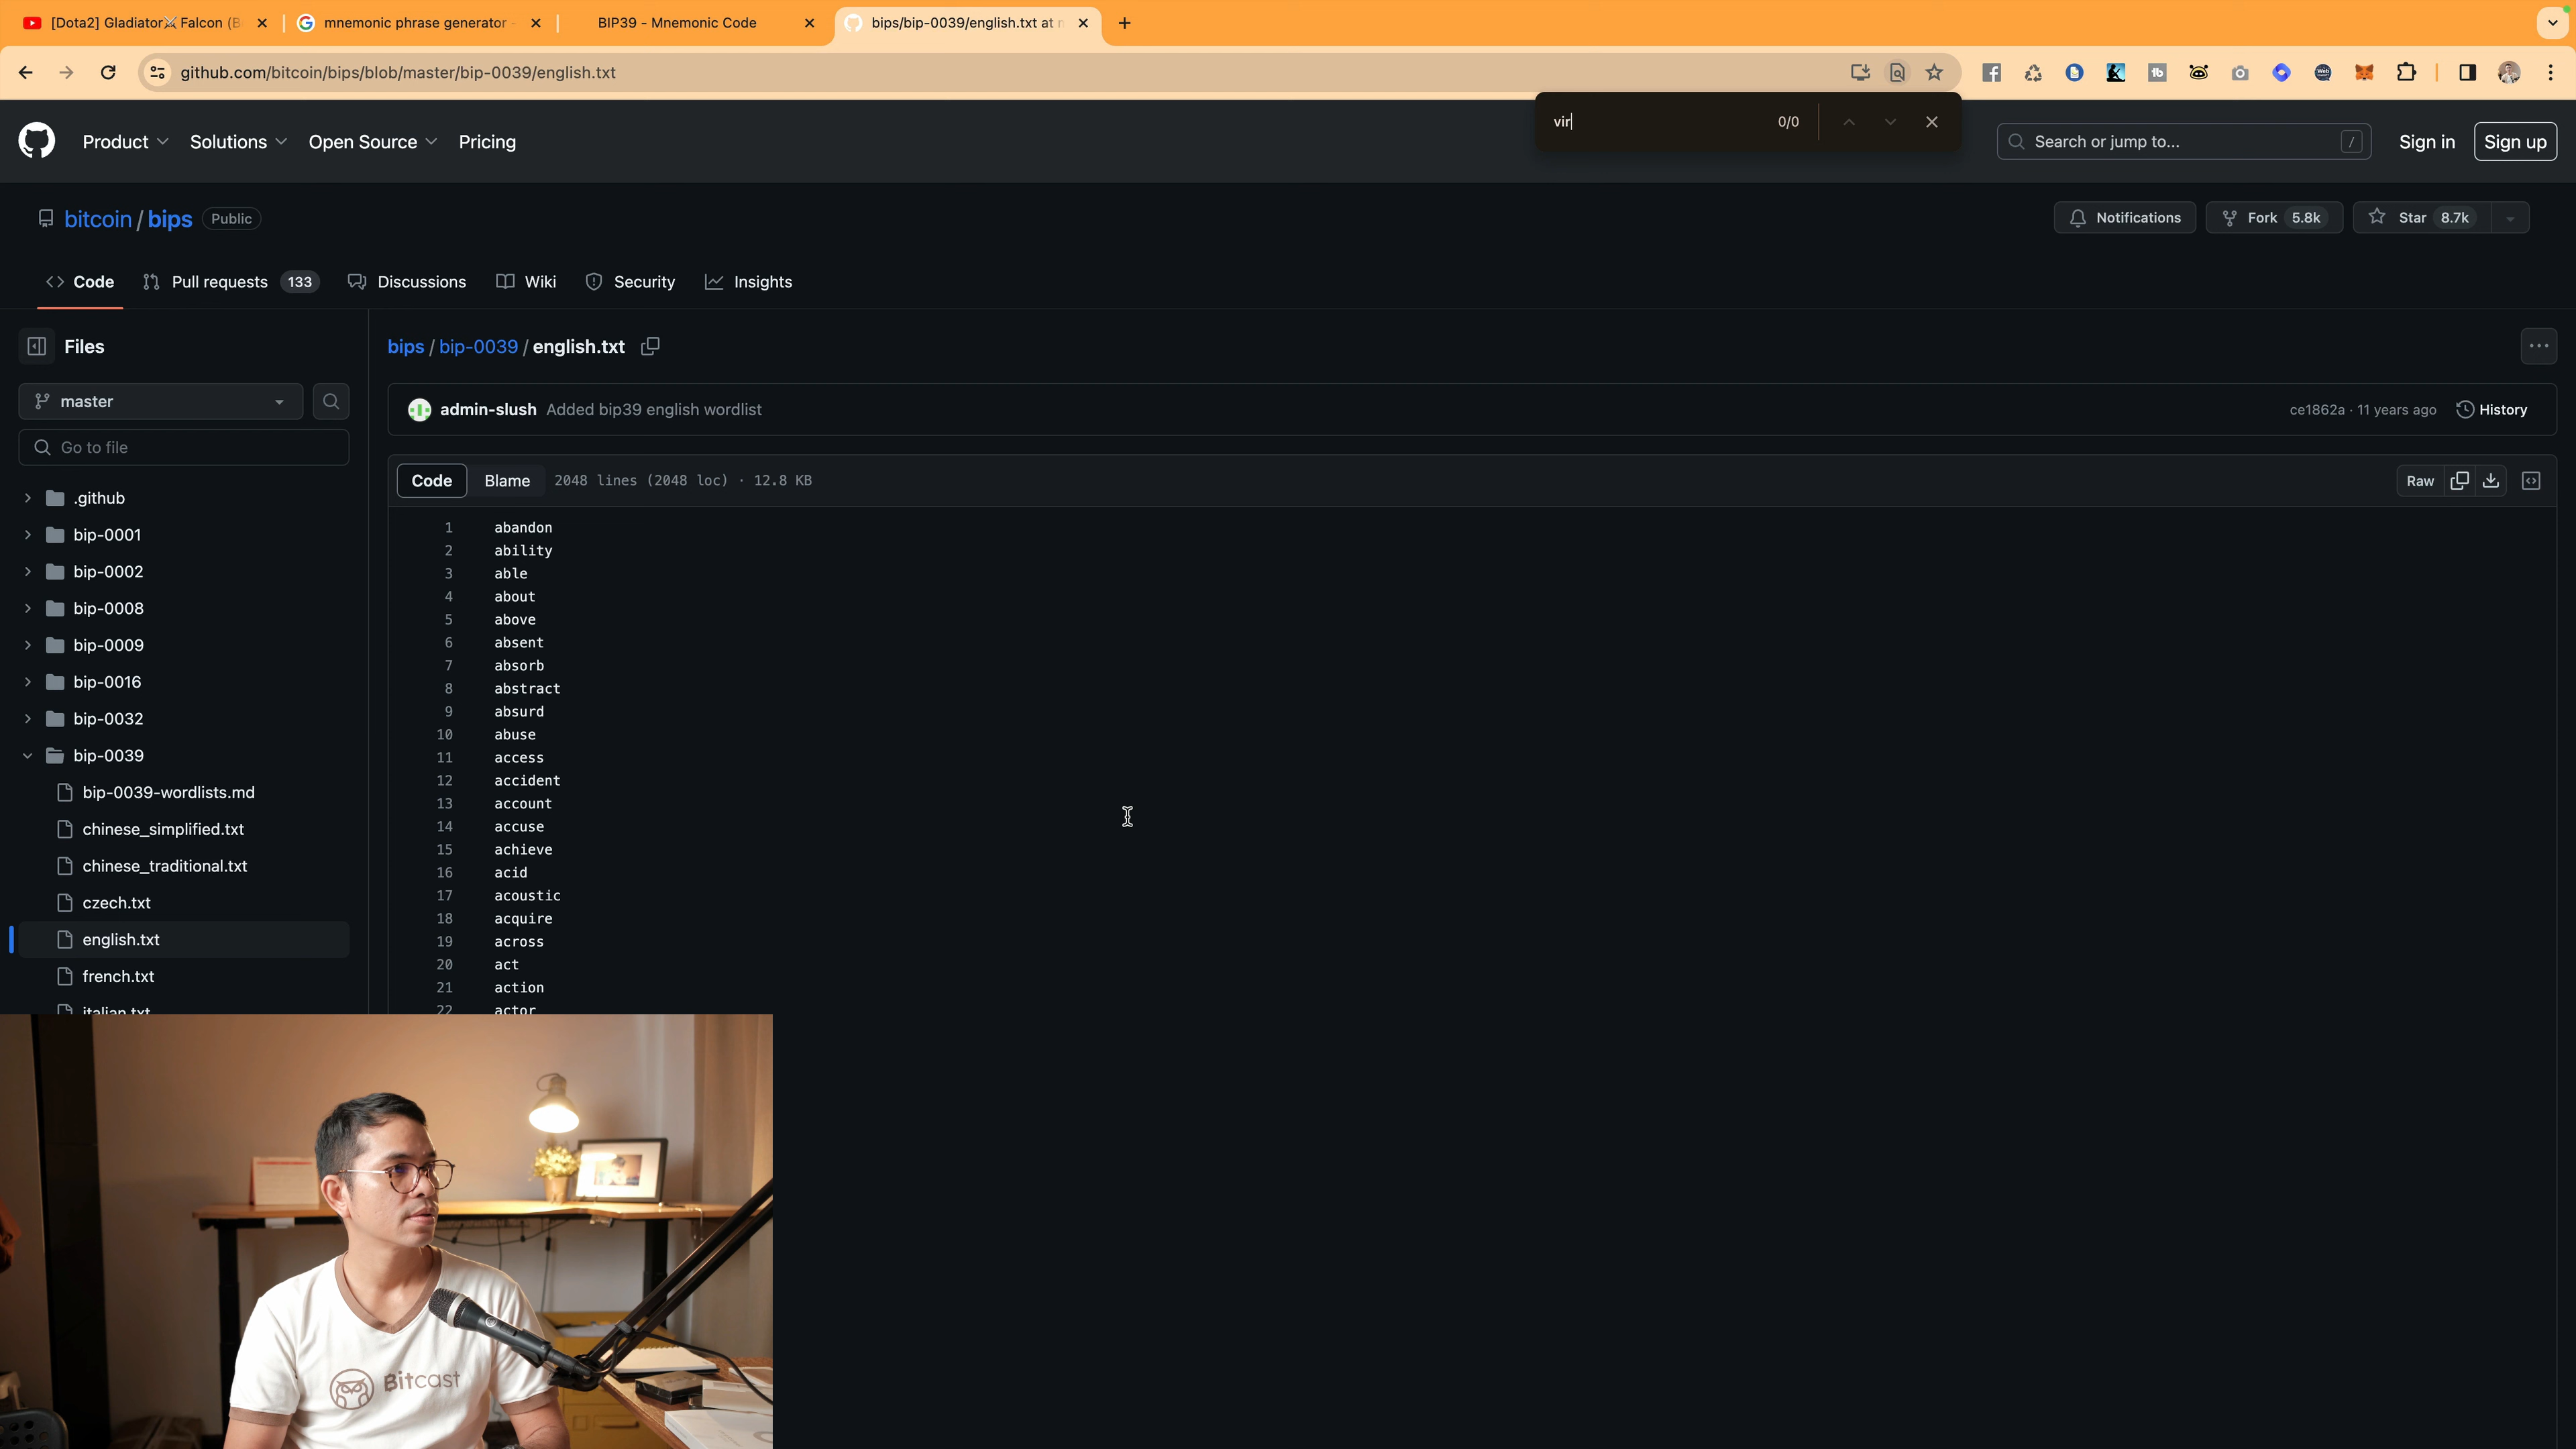 [Dota2] Gladiator⚔ Falcon (B
mnemonic phrase generator -
BIP39 - Mnemonic Code
bips/bip-0039/english.txt at m
github.com/bitcoin/bips/blob/master/bip-0039/english.txt
vir
0/0
Product
Solutions
Open Source
Pricing
Search or jump to...
/
Sign in
Sign up
bitcoin / bips
Public
Notifications
Fork 5.8k
Star 8.7k
Code
Pull requests 133
Discussions
Wiki
Security
Insights
Files
master
Go to file
.github
bip-0001
bip-0002
bip-0008
bip-0009
bip-0016
bip-0032
bip-0039
bip-0039-wordlists.md
chinese_simplified.txt
chinese_traditional.txt
czech.txt
english.txt
french.txt
italian.txt
bips / bip-0039 / english.txt
admin-slush Added bip39 english wordlist
ce1862a · 11 years ago
History
Code
Blame
2048 lines (2048 loc) · 12.8 KB
Raw
1 abandon
2 ability
3 able
4 about
5 above
6 absent
7 absorb
8 abstract
9 absurd
10 abuse
11 access
12 accident
13 account
14 accuse
15 achieve
16 acid
17 acoustic
18 acquire
19 across
20 act
21 action
22 actor
Bitcast